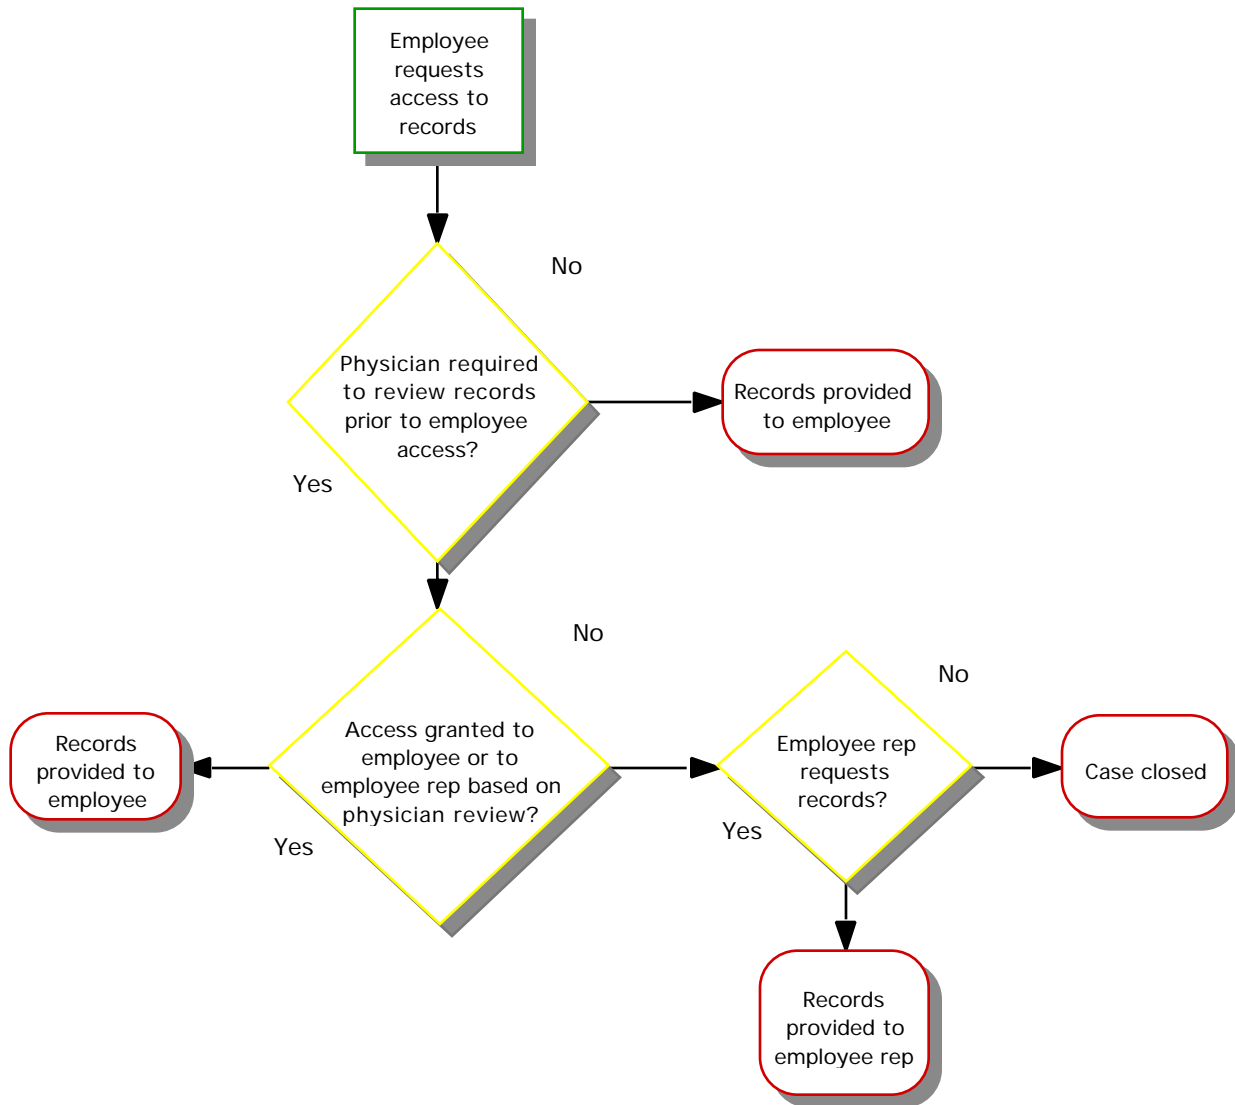 Employee
requests
access to
records
No
Physician required
to review records
prior to employee
access?
Records provided
to employee
Yes
No
Access granted to
employee or to
employee rep based on
physician review?
Records
provided to
employee
Yes
No
Employee rep
requests
records?
Case closed
Yes
Records
provided to
employee rep